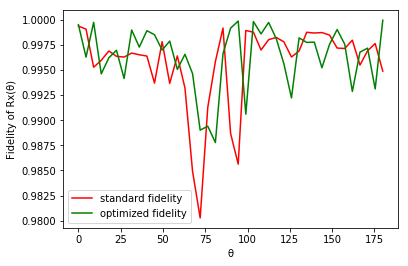 1.0000
0.9975
0.9950
0.9925
0.9900
0.9875
0.9850
0.9825
0.9800
Fidelity of Rx(θ)
standard fidelity
optimized fidelity
0 25 50 75 100 125 150 175
θ